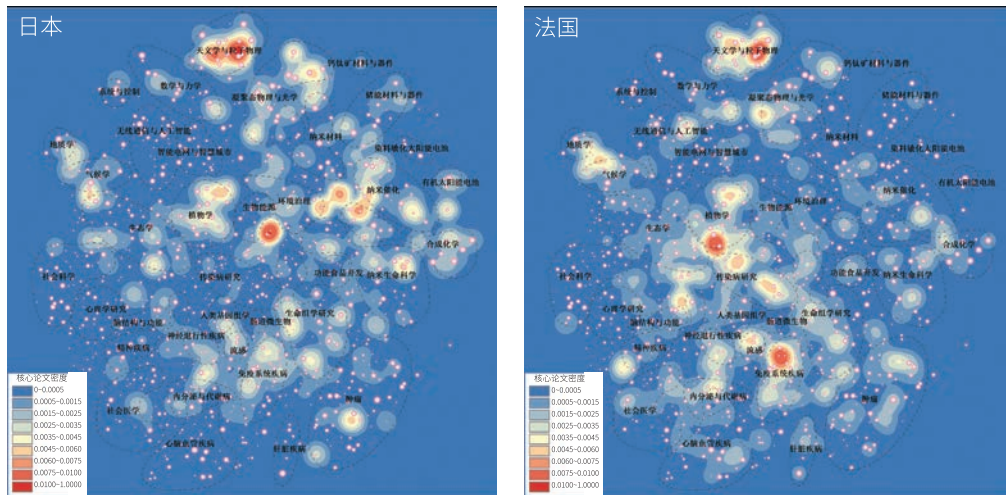 日本
天文学与粒子物理
钙钛矿材料与器件
数学与力学
系统与控制
凝聚态物理与光学
储能材料与器件
无线通信与人工智能
纳米材料
地质学
智能电网与智慧城市
染料敏化太阳能电池
气候学
有机太阳能电池
纳米催化
环境治理
生物能源
植物学
生态学
合成化学
社会科学
传染病研究
功能食品开发
纳米生命科学
心理学研究
人类基因组学
生命组学研究
脑结构与功能
肠道微生物
神经退行性疾病
精神疾病
流感
免疫系统疾病
内分泌与代谢病
社会医学
肿瘤
心脑血管疾病
肝脏疾病
核心论文密度
0~0.0005
0.0005~0.0015
0.0015~0.0025
0.0025~0.0035
0.0035~0.0045
0.0045~0.0060
0.0060~0.0075
0.0075~0.0100
0.0100~1.0000
法国
天文学与粒子物理
钙钛矿材料与器件
数学与力学
系统与控制
凝聚态物理与光学
储能材料与器件
无线通信与人工智能
纳米材料
地质学
智能电网与智慧城市
染料敏化太阳能电池
气候学
有机太阳能电池
纳米催化
环境治理
生物能源
植物学
生态学
合成化学
社会科学
传染病研究
功能食品开发
纳米生命科学
心理学研究
人类基因组学
生命组学研究
脑结构与功能
肠道微生物
神经退行性疾病
精神疾病
流感
免疫系统疾病
内分泌与代谢病
社会医学
肿瘤
心脑血管疾病
肝脏疾病
核心论文密度
0~0.0005
0.0005~0.0015
0.0015~0.0025
0.0025~0.0035
0.0035~0.0045
0.0045~0.0060
0.0060~0.0075
0.0075~0.0100
0.0100~1.0000